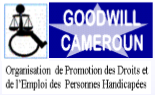 GOODWILL
CAMEROUN
Organisation de Promotion des Droits et
de l'Emploi des Personnes Handicapées